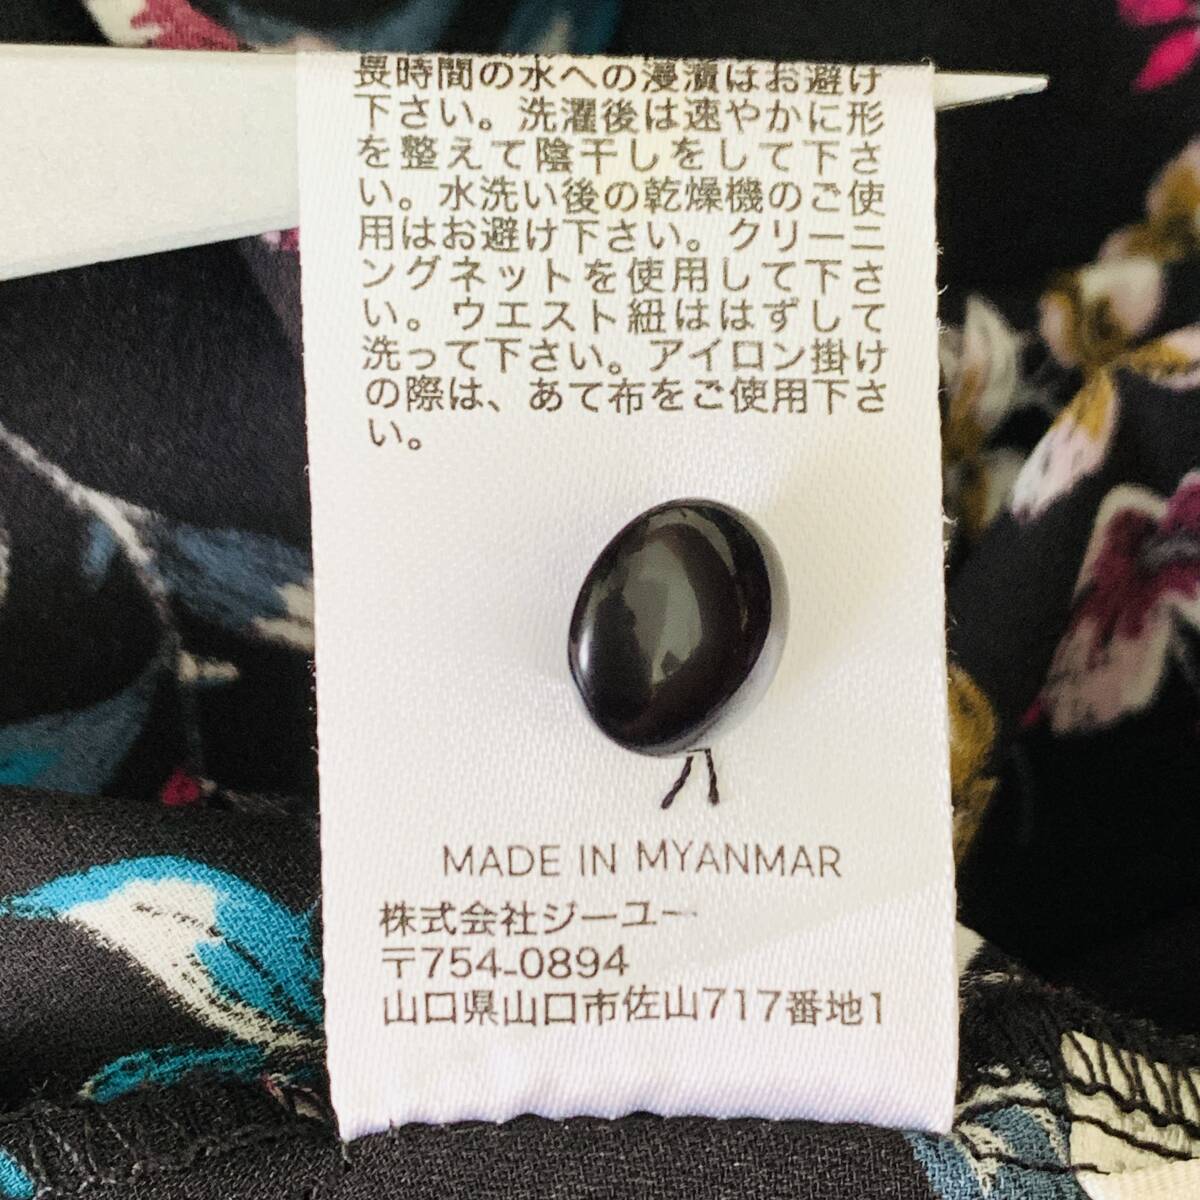 長時間の水への浸漬はお避け
下さい。洗濯後は速やかに形
を整えて陰干しをして下さ
い。水洗い後の乾燥機のご使
用はお避け下さい。クリーニ
ングネットを使用して下さ
い。ウエスト紐ははずして
洗って下さい。アイロン掛け
の際は、あて布をご使用下さ
い。
MADE IN MYANMAR
株式会社ジーユー
〒754-0894
山口県山口市佐山717番地1